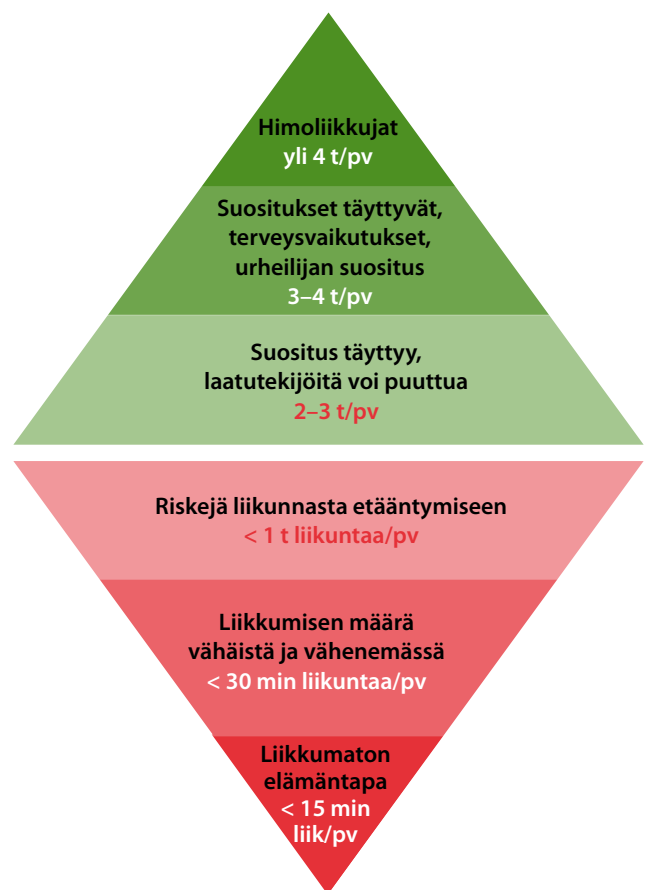 Himoliikkujat
yli 4 t/pv
Suositukset täyttyvät,
terveysvaikutukset,
urheilijan suositus
3–4 t/pv
Suositus täyttyy,
laatutekijöitä voi puuttua
2–3 t/pv
Riskejä liikunnasta etääntymiseen
< 1 t liikuntaa/pv
Liikkumisen määrä
vähäistä ja vähenemässä
< 30 min liikuntaa/pv
Liikkumaton
elämäntapa
< 15 min
liik/pv